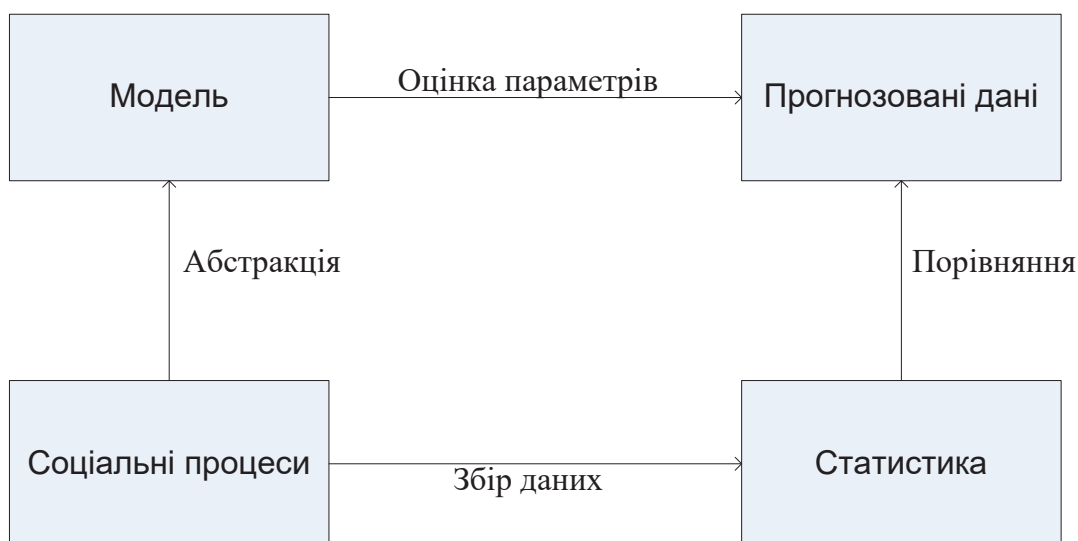 Модель
Оцінка параметрів
Прогнозовані дані
Абстракція
Порівняння
Соціальні процеси
Збір даних
Статистика